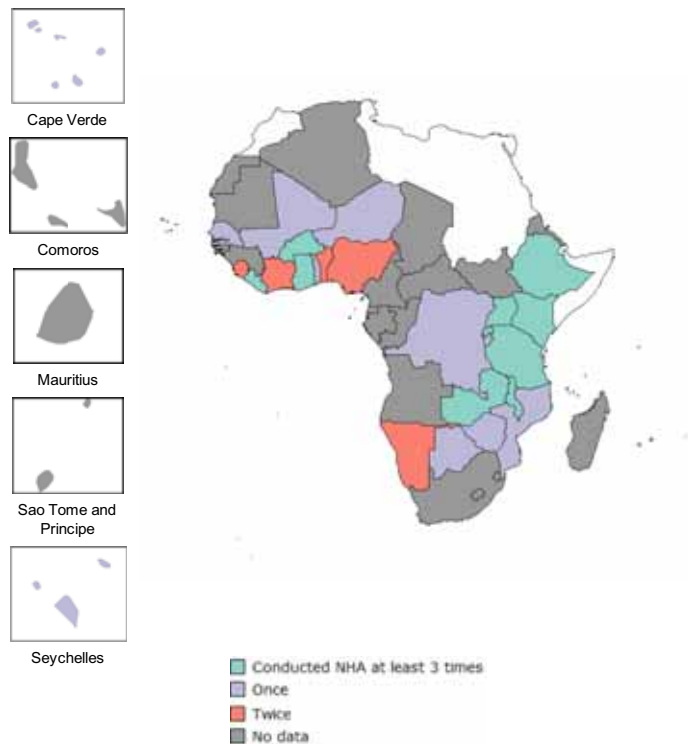 Cape Verde
Comoros
Mauritius
Sao Tome and
Principe
Seychelles
Conducted NHA at least 3 times
Once
Twice
No data